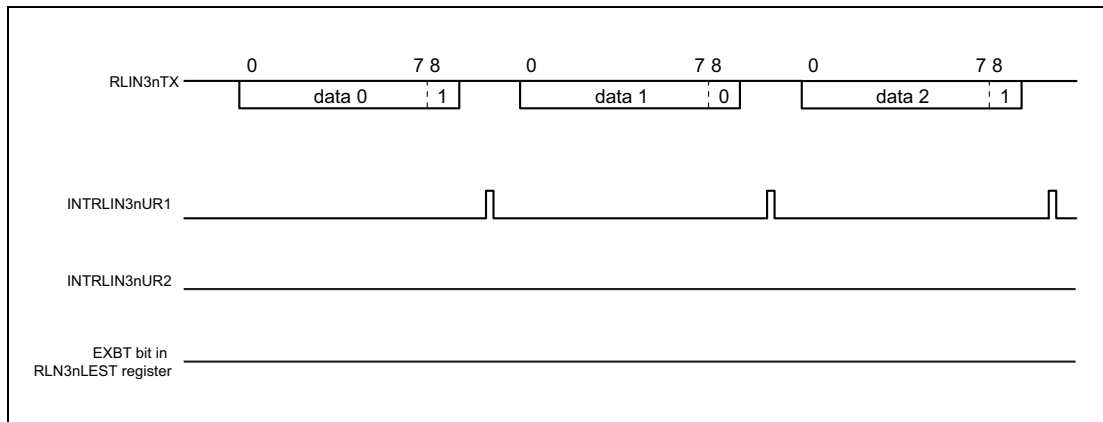 0 7 8 0 7 8 0 7 8
RLIN3nTX
data 0 1 data 1 0 data 2 1
INTRLIN3nUR1
INTRLIN3nUR2
EXBT bit in
RLN3nLEST register